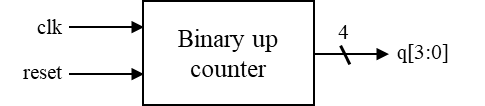 clk
reset
Binary up
counter
4
q[3:0]